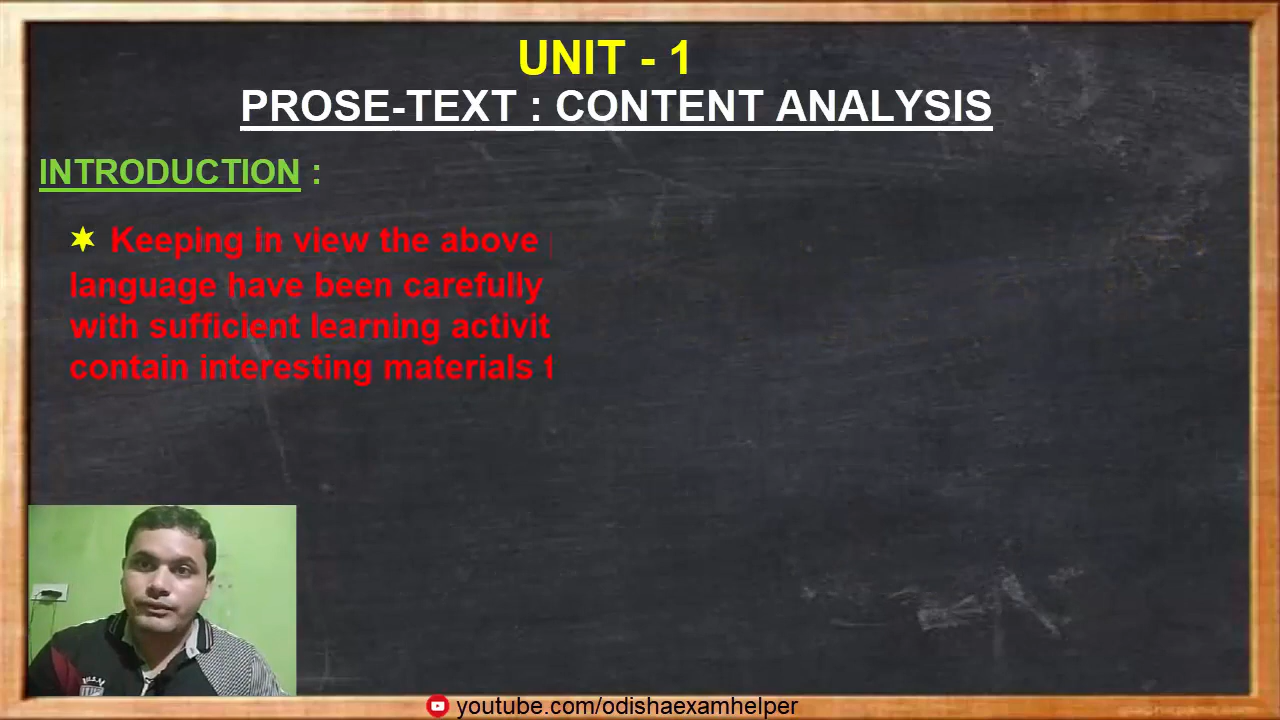 UNIT - 1
PROSE-TEXT : CONTENT ANALYSIS
INTRODUCTION :
Keeping in view the above
language have been carefully
with sufficient learning activit
contain interesting materials
youtube.com/odishaexamhelper